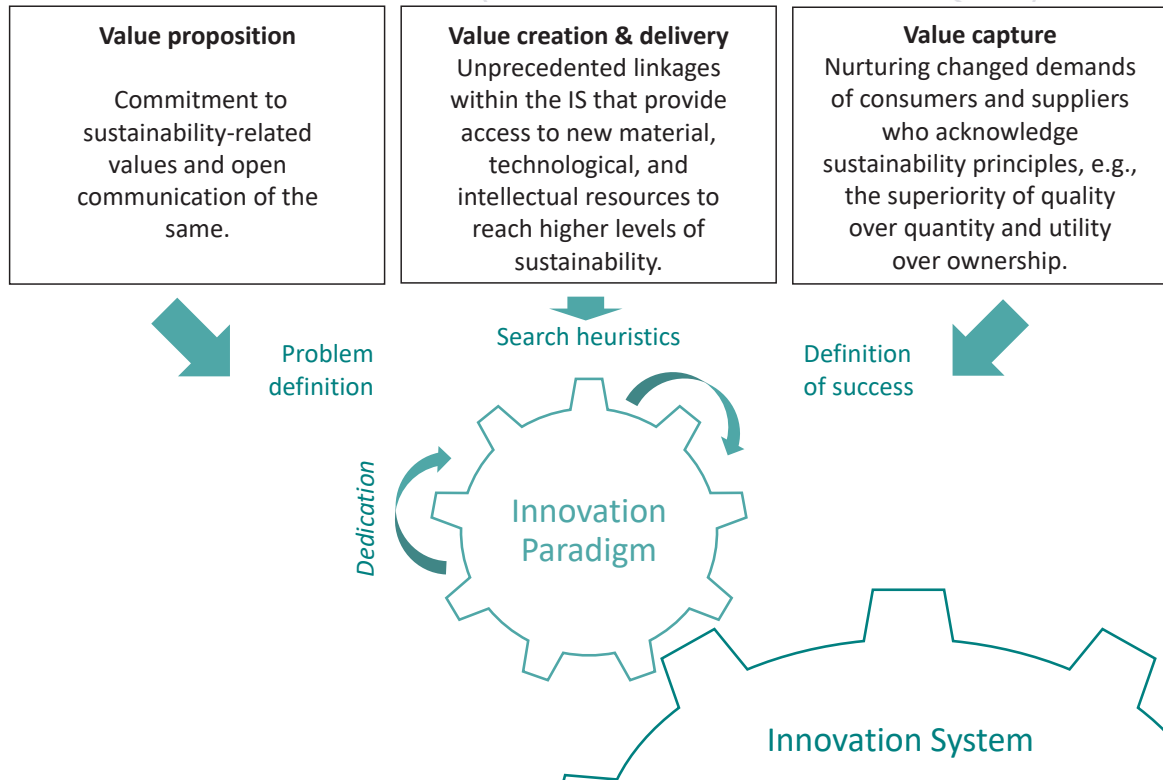 Value proposition
Commitment to
sustainability-related
values and open
communication of the
same.
Value creation & delivery
Unprecedented linkages
within the IS that provide
access to new material,
technological, and
intellectual resources to
reach higher levels of
sustainability.
Value capture
Nurturing changed demands
of consumers and suppliers
who acknowledge
sustainability principles, e.g.,
the superiority of quality
over quantity and utility
over ownership.
Problem
definition
Search heuristics
Definition
of success
Dedication
Innovation
Paradigm
Innovation System